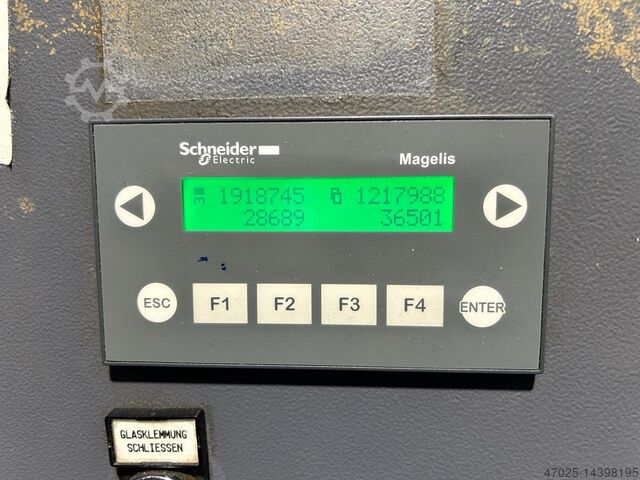 Schneider
Electric
Magelis
1918745 1217988
28689 36501
ESC F1 F2 F3 F4 ENTER
GLASKLEMMUNG
SCHLIESSEN
47025-14398195